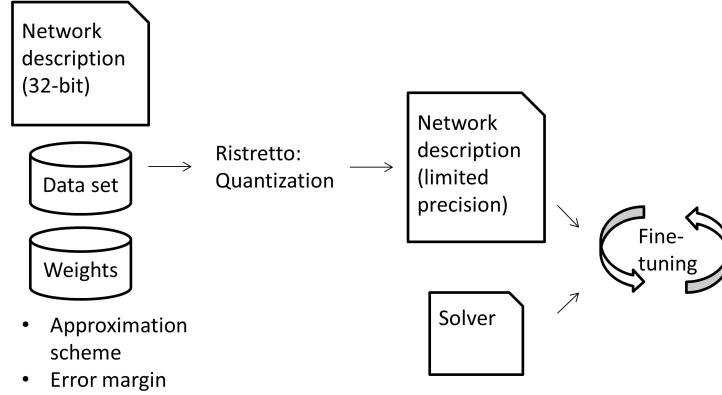 Network
description
(32-bit)
Data set
Weights
• Approximation
scheme
• Error margin
Ristretto:
Quantization
Network
description
(limited
precision)
Solver
Fine-
tuning